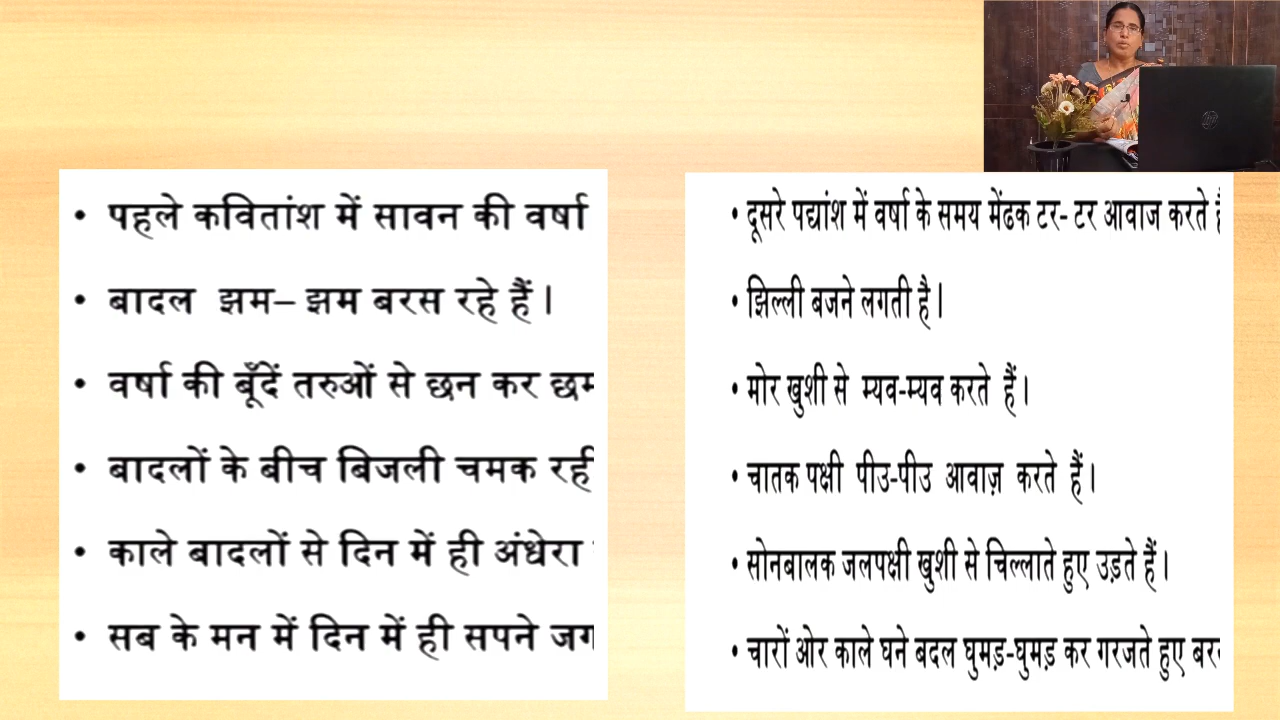 • पहले कवितांश में सावन की वर्षा
• बादल झम– झम बरस रहे हैं।
• वर्षा की बूँदें तरुओं से छन कर
• बादलों के बीच बिजली चमक
• काले बादलों से दिन में ही अंधेरा
• सब के मन में दिन में ही सपने
• दूसरे पद्यांश में वर्षा के समय मेंढक टर- टर आवाज करते
• झिल्ली बजने लगती है।
• मोर खुशी से म्यव-म्यव करते हैं।
• चातक पक्षी पीउ-पीउ आवाज़ करते हैं।
• सोनबालक जलपक्षी खुशी से चिल्लाते हुए उड़ते हैं।
• चारों ओर काले घने बदल घुमड़-घुमड़ कर गरजते हुए